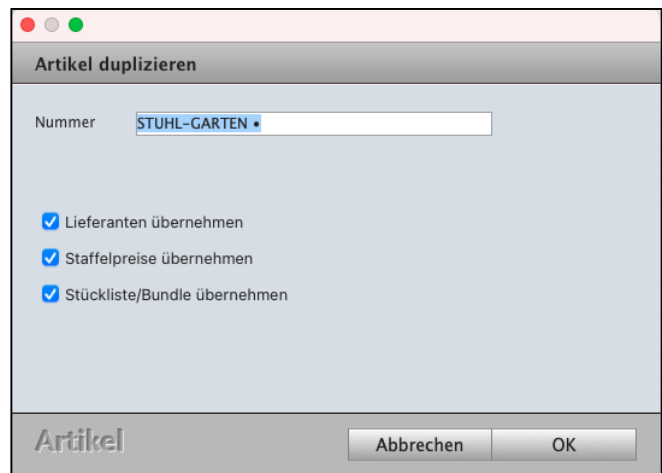 Artikel duplizieren
Nummer STUHL-GARTEN •
Lieferanten übernehmen
Staffelpreise übernehmen
Stückliste/Bundle übernehmen
Artikel Abbrechen OK